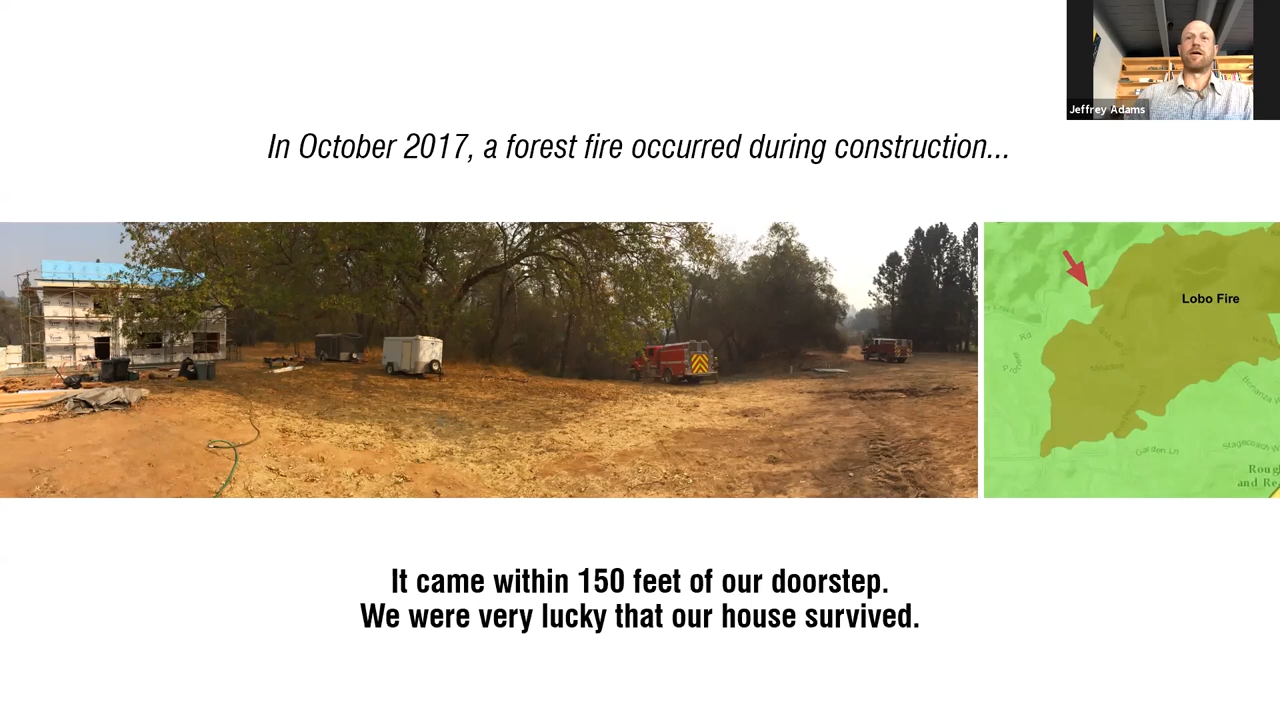 Jeffrey Adams
In October 2017, a forest fire occurred during construction...
Lobo Fire
Rd
Garden Ln
It came within 150 feet of our doorstep.
We were very lucky that our house survived.